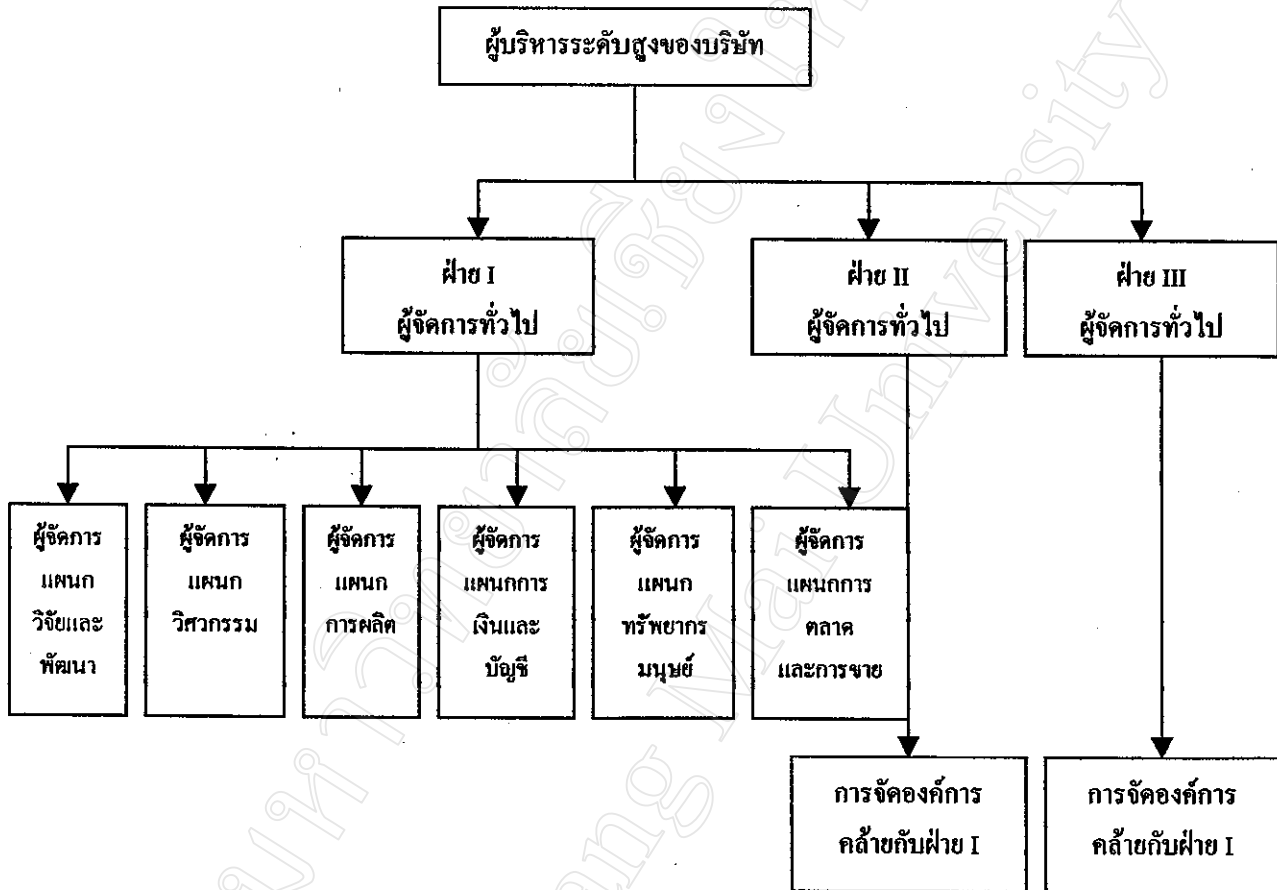 ผู้บริหารระดับสูงของบริษัท
ฝ่าย I
ผู้จัดการทั่วไป
ฝ่าย II
ผู้จัดการทั่วไป
ฝ่าย III
ผู้จัดการทั่วไป
ผู้จัดการ
แผนก
วิจัยและ
พัฒนา
ผู้จัดการ
แผนก
วิศวกรรม
ผู้จัดการ
แผนก
การผลิต
ผู้จัดการ
แผนกการ
เงินและ
บัญชี
ผู้จัดการ
แผนก
ทรัพยากร
มนุษย์
ผู้จัดการ
แผนกการ
ตลาด
และการขาย
การจัดองค์การ
คล้ายกับฝ่าย I
การจัดองค์การ
คล้ายกับฝ่าย I
ang Mai University